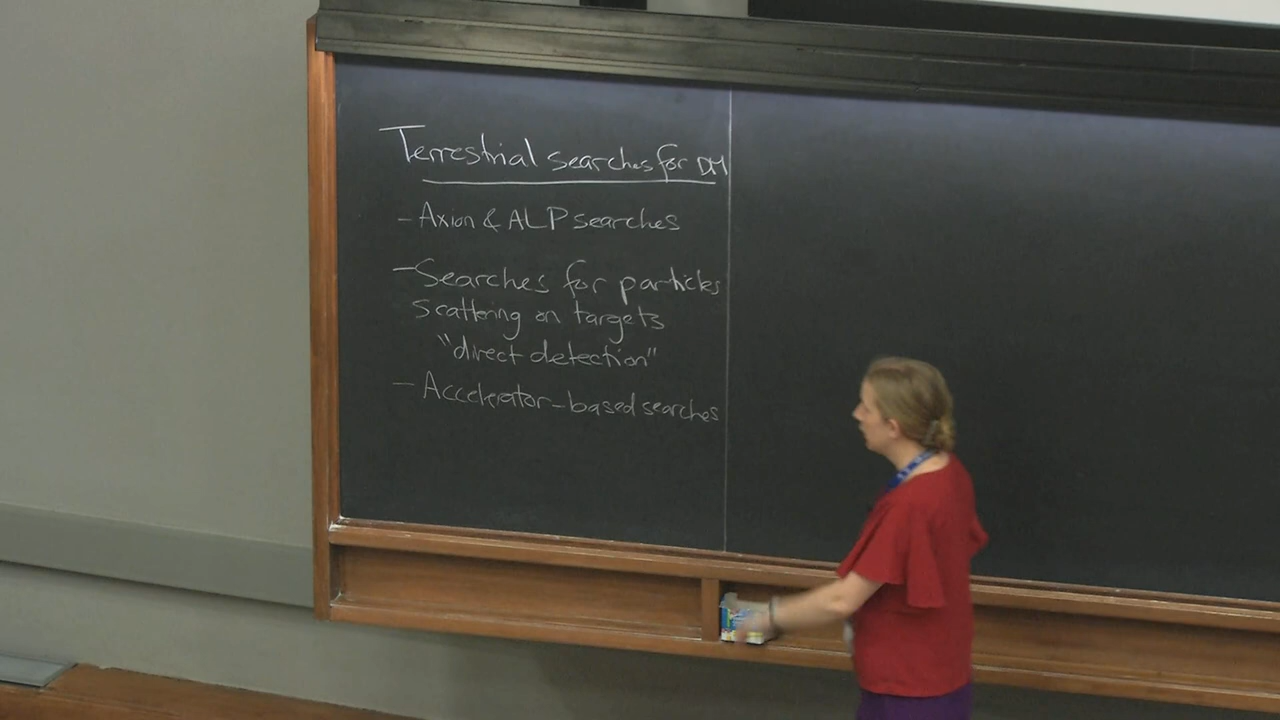 Terrestrial searches for DM
- Axion & ALP searches
- Searches for particles
scattering on targets
"direct detection"
- Accelerator-based searches